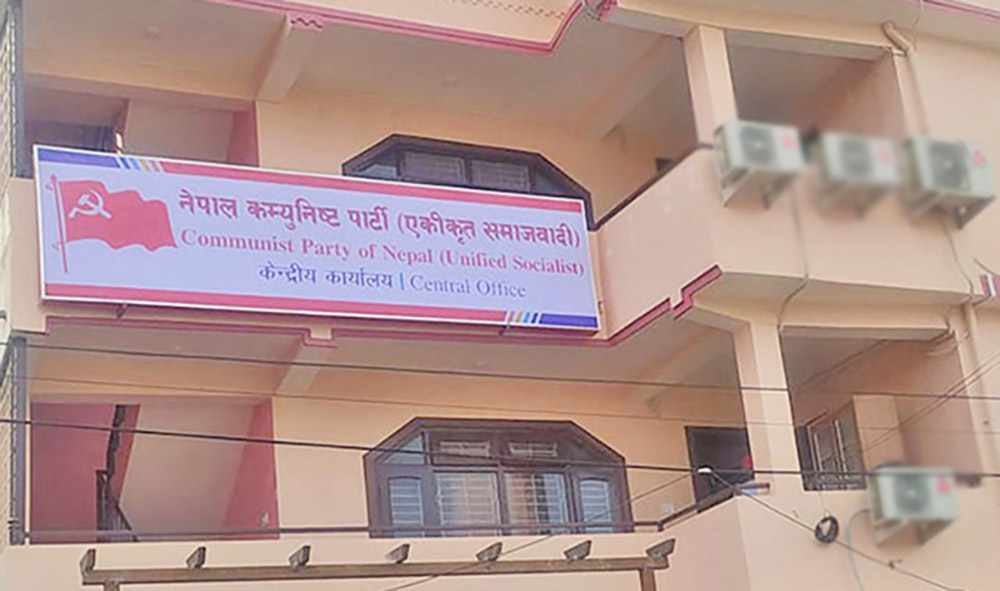 नेपाल कम्युनिष्ट पार्टी (एकीकृत समाजवादी)
Communist Party of Nepal (Unified Socialist)
केन्द्रीय कार्यालय | Central Office